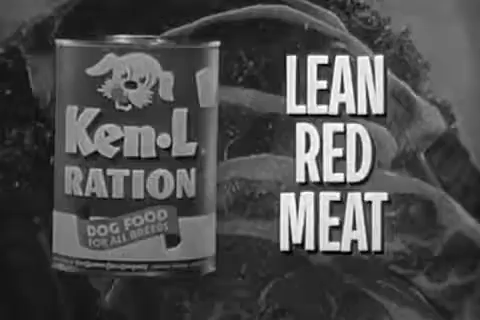 Ken·L
RATION
DOG FOOD
FOR ALL BREEDS
LEAN
RED
MEAT